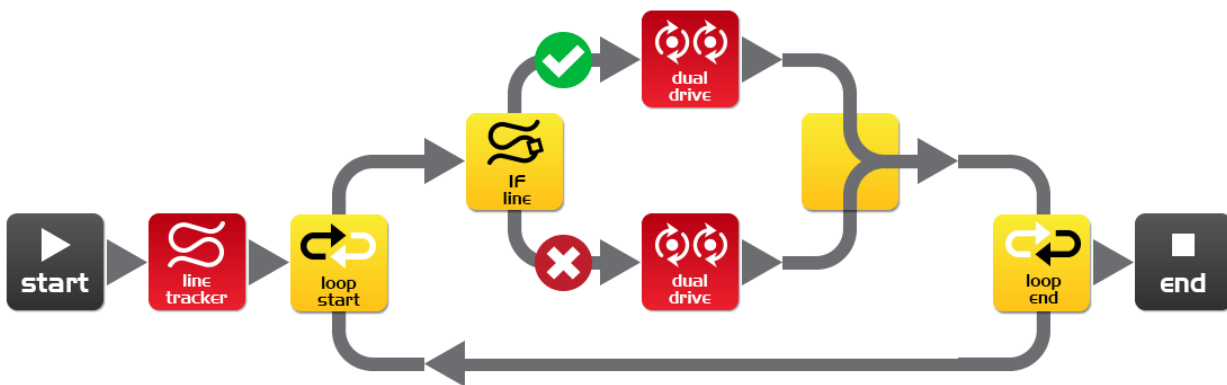 start
line
tracker
loop
start
IF
line
dual
drive
dual
drive
loop
end
end